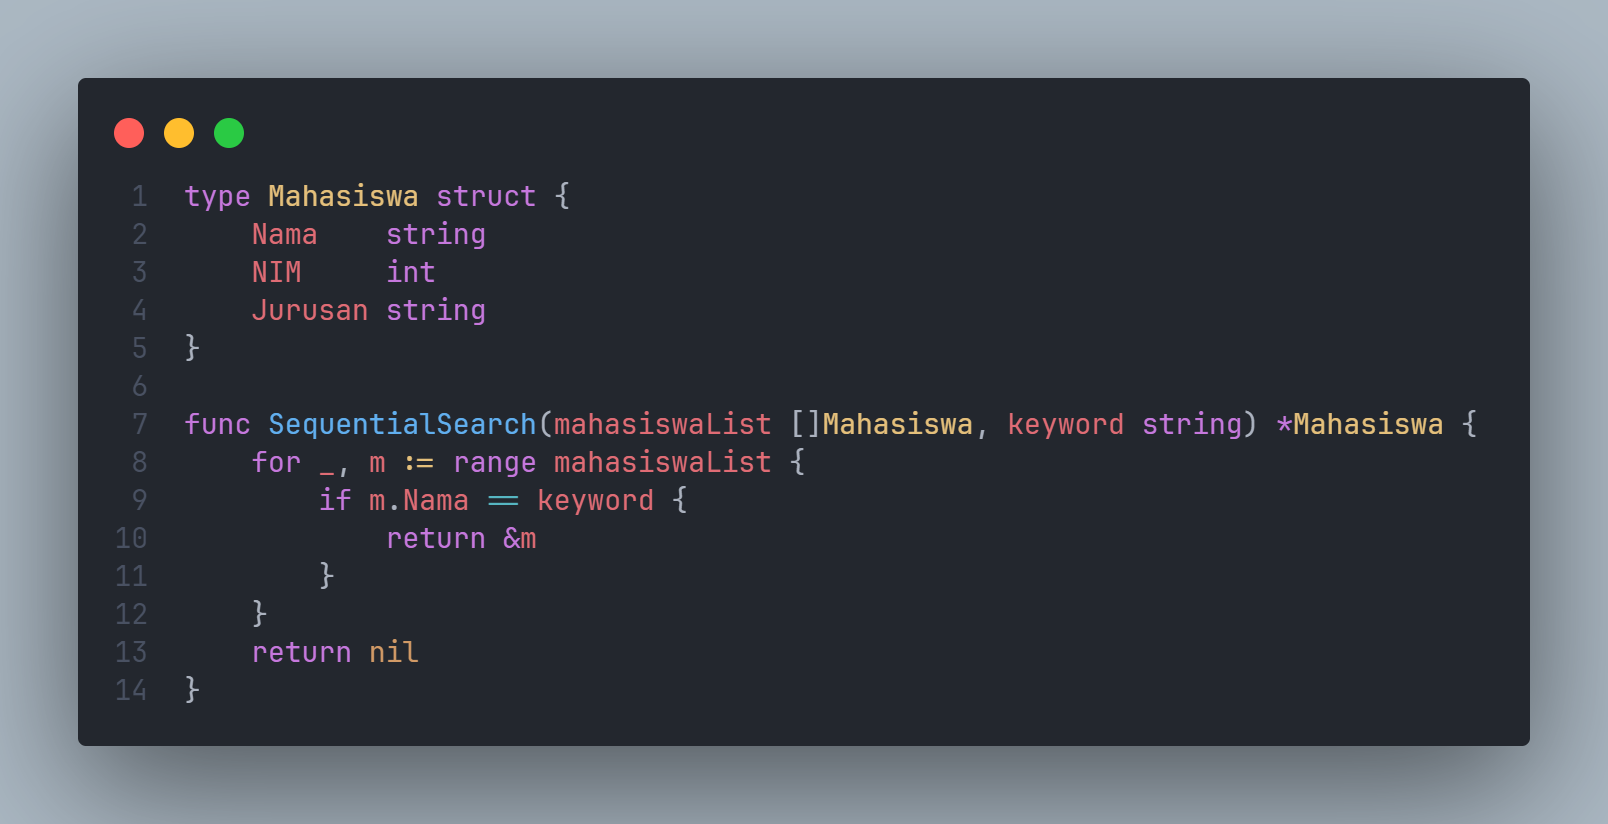 1 type Mahasiswa struct {
2     Nama    string
3     NIM     int
4     Jurusan string
5 }
6
7 func SequentialSearch(mahasiswaList []Mahasiswa, keyword string) *Mahasiswa {
8     for _, m := range mahasiswaList {
9         if m.Nama == keyword {
10             return &m
11         }
12     }
13     return nil
14 }